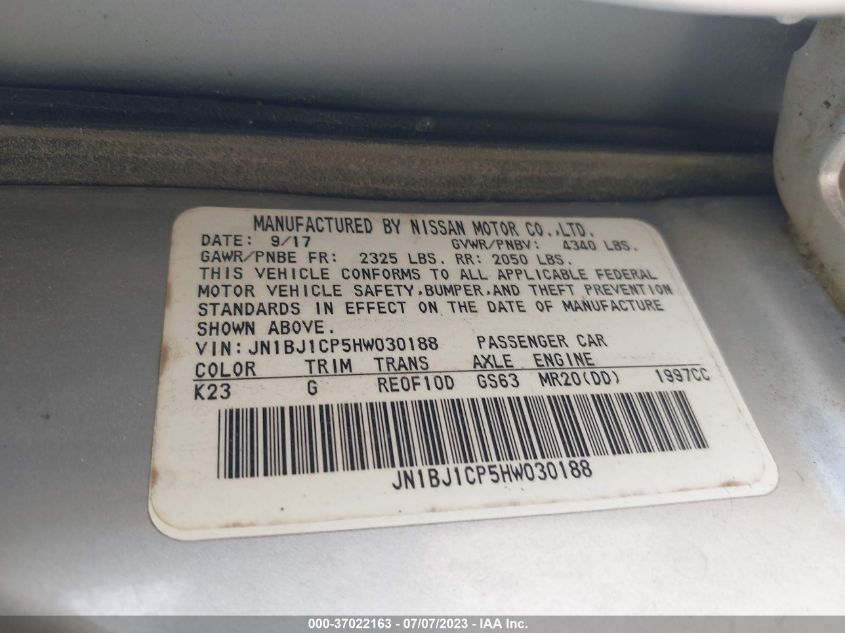 MANUFACTURED BY NISSAN MOTOR CO.,LTD.
DATE: 9/17 GVWR/PNBV: 4340 LBS.
GAWR/PNBE FR: 2325 LBS. RR: 2050 LBS.
THIS VEHICLE CONFORMS TO ALL APPLICABLE FEDERAL
MOTOR VEHICLE SAFETY,BUMPER,AND THEFT PREVENTION
STANDARDS IN EFFECT ON THE DATE OF MANUFACTURE
SHOWN ABOVE.
VIN: JN1BJ1CP5HW030188 PASSENGER CAR
COLOR TRIM TRANS AXLE ENGINE
K23 G RE0F10D GS63 MR20(DD) 1997CC
JN1BJ1CP5HW030188
000-37022163 - 07/07/2023 - IAA Inc.